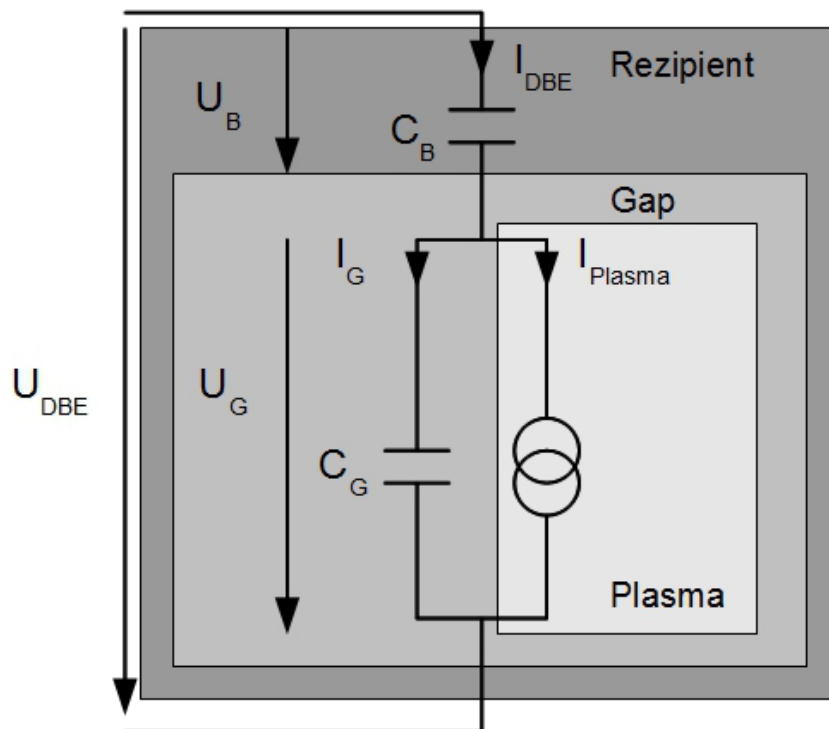 I_DBE
Rezipient
U_B
C_B
Gap
I_G
I_Plasma
U_DBE
U_G
C_G
Plasma